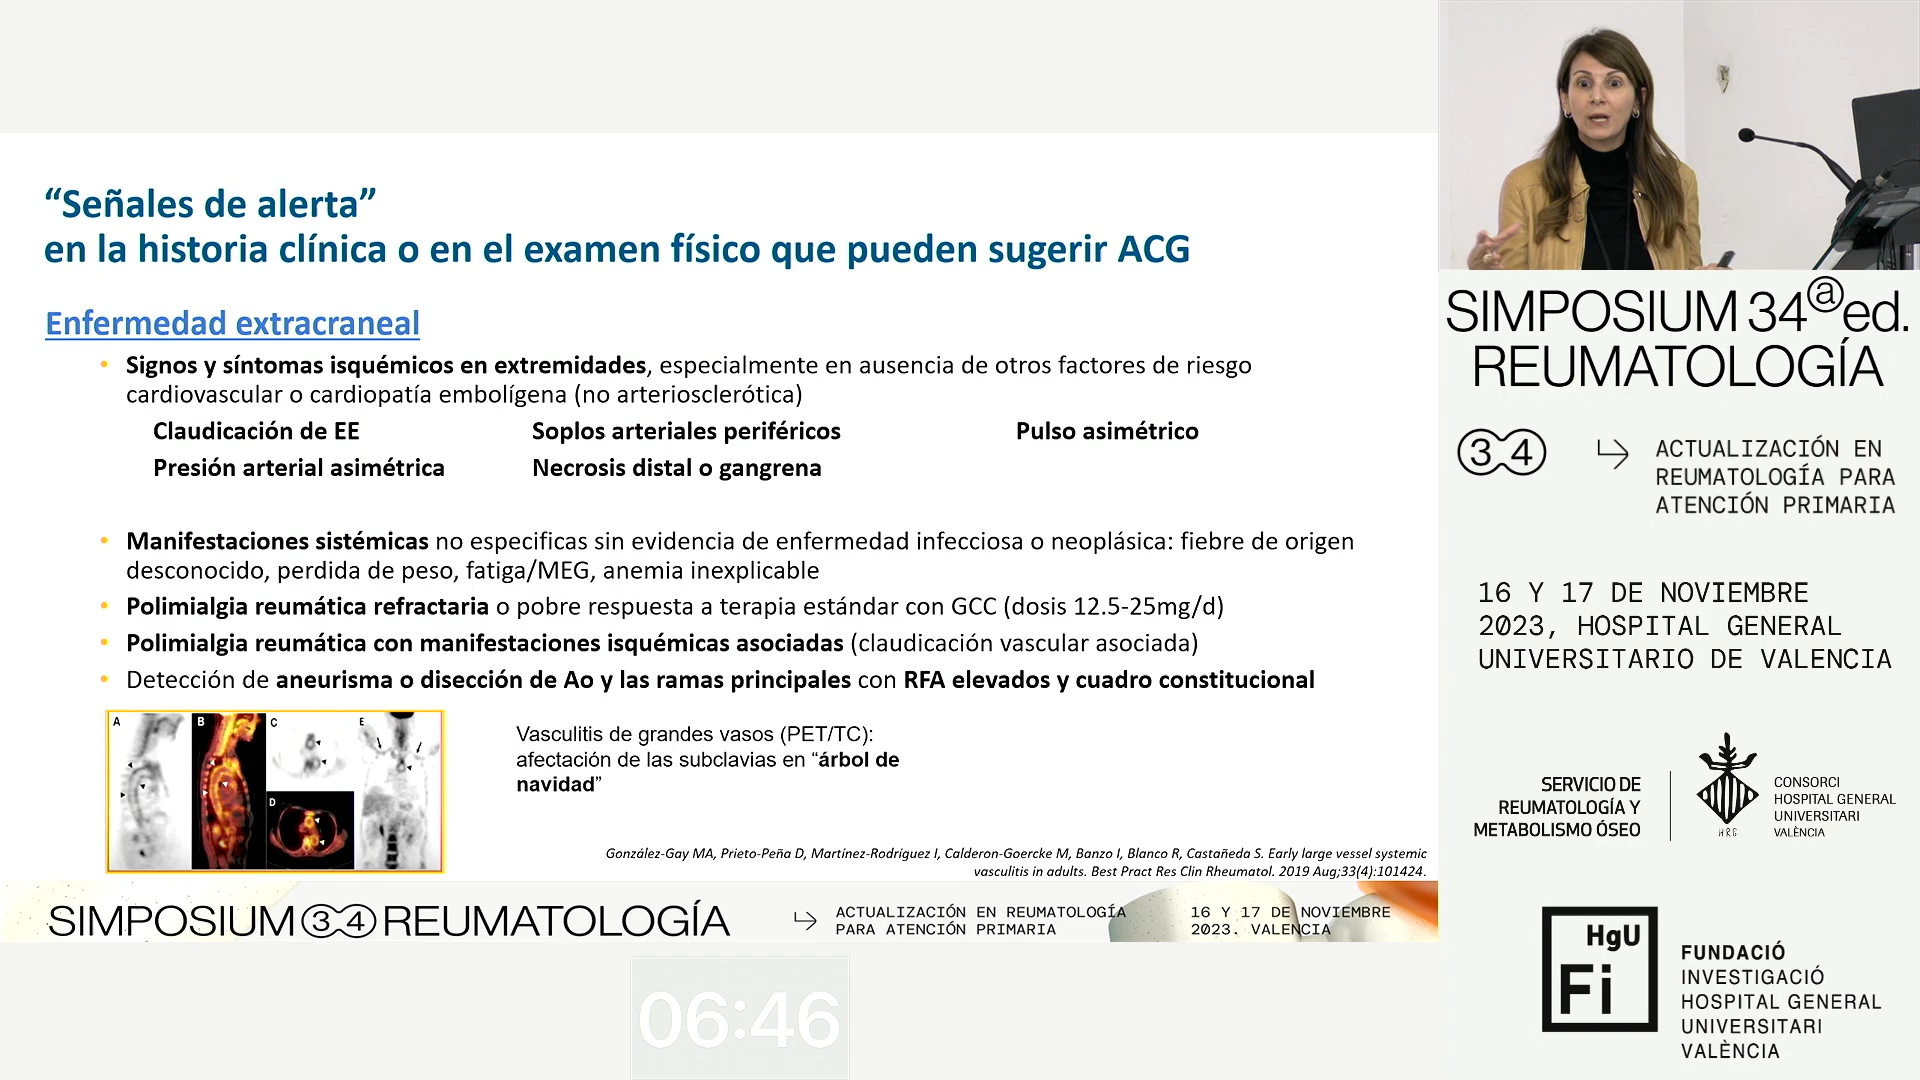 “Señales de alerta”
en la historia clínica o en el examen físico que pueden sugerir ACG
Enfermedad extracraneal
• Signos y síntomas isquémicos en extremidades, especialmente en ausencia de otros factores de riesgo
cardiovascular o cardiopatía embolígena (no arteriosclerótica)
Claudicación de EE Soplos arteriales periféricos Pulso asimétrico
Presión arterial asimétrica Necrosis distal o gangrena
• Manifestaciones sistémicas no especificas sin evidencia de enfermedad infecciosa o neoplásica: fiebre de origen
desconocido, perdida de peso, fatiga/MEG, anemia inexplicable
• Polimialgia reumática refractaria o pobre respuesta a terapia estándar con GCC (dosis 12.5-25mg/d)
• Polimialgia reumática con manifestaciones isquémicas asociadas (claudicación vascular asociada)
• Detección de aneurisma o disección de Ao y las ramas principales con RFA elevados y cuadro constitucional
A B C E
D
Vasculitis de grandes vasos (PET/TC):
afectación de las subclavias en “árbol de
navidad”
González-Gay MA, Prieto-Peña D, Martínez-Rodríguez I, Calderon-Goercke M, Banzo I, Blanco R, Castañeda S. Early large vessel systemic
vasculitis in adults. Best Pract Res Clin Rheumatol. 2019 Aug;33(4):101424.
SIMPOSIUM 34 REUMATOLOGÍA
ACTUALIZACIÓN EN REUMATOLOGÍA
PARA ATENCIÓN PRIMARIA
16 Y 17 DE NOVIEMBRE
2023. VALENCIA
06:46
SIMPOSIUM 34ⓐed.
REUMATOLOGÍA
34
ACTUALIZACIÓN EN
REUMATOLOGÍA PARA
ATENCIÓN PRIMARIA
16 Y 17 DE NOVIEMBRE
2023, HOSPITAL GENERAL
UNIVERSITARIO DE VALENCIA
SERVICIO DE
REUMATOLOGÍA Y
METABOLISMO ÓSEO
HRG
CONSORCI
HOSPITAL GENERAL
UNIVERSITARI
VALÈNCIA
HgU
Fi
FUNDACIÓ
INVESTIGACIÓ
HOSPITAL GENERAL
UNIVERSITARI
VALÈNCIA